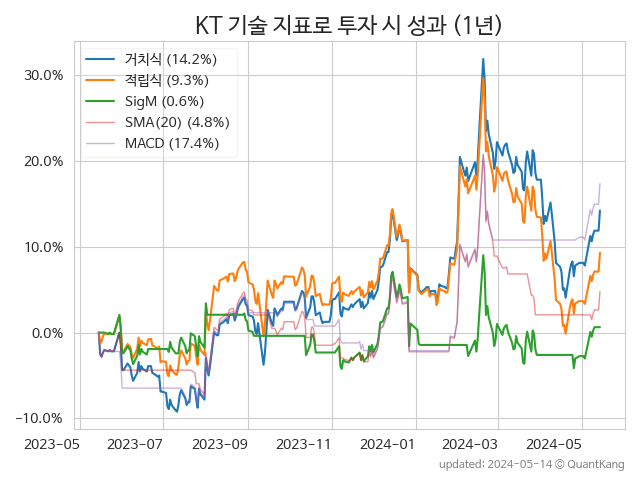 KT 기술 지표로 투자 시 성과 (1년)
거치식 (14.2%)
적립식 (9.3%)
SigM (0.6%)
SMA(20) (4.8%)
MACD (17.4%)
30.0%
20.0%
10.0%
0.0%
−10.0%
2023-05 2023-07 2023-09 2023-11 2024-01 2024-03 2024-05
updated: 2024-05-14 © QuantKang